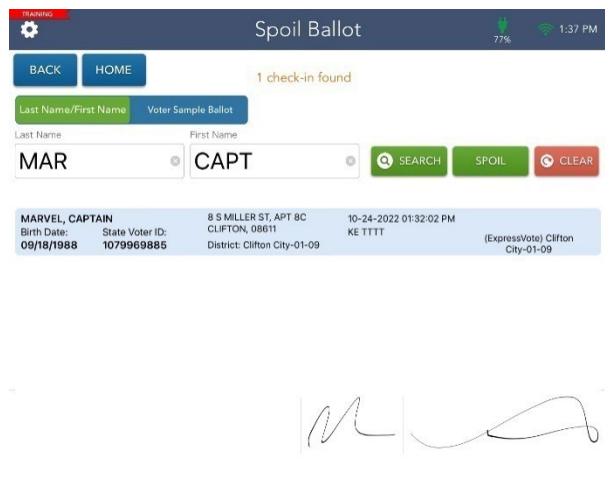 TRAINING
Spoil Ballot
77%
1:37 PM
BACK
HOME
1 check-in found
Last Name/First Name
Voter Sample Ballot
Last Name
First Name
MAR
CAPT
SEARCH
SPOIL
CLEAR
MARVEL, CAPTAIN
Birth Date:
State Voter ID:
09/18/1988
1079969885
8 S MILLER ST, APT 8C
CLIFTON, 08611
District: Clifton City-01-09
10-24-2022 01:32:02 PM
KE TTTT
(ExpressVote) Clifton
City-01-09